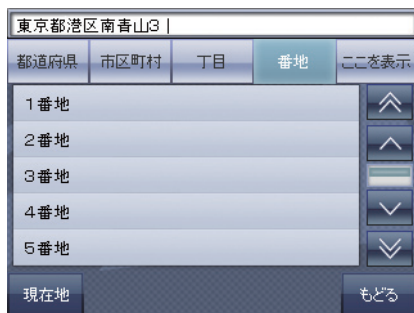 東京都港区南青山3
都道府県 市区町村 丁目 番地 ここを表示
1番地
2番地
3番地
4番地
5番地
現在地 もどる